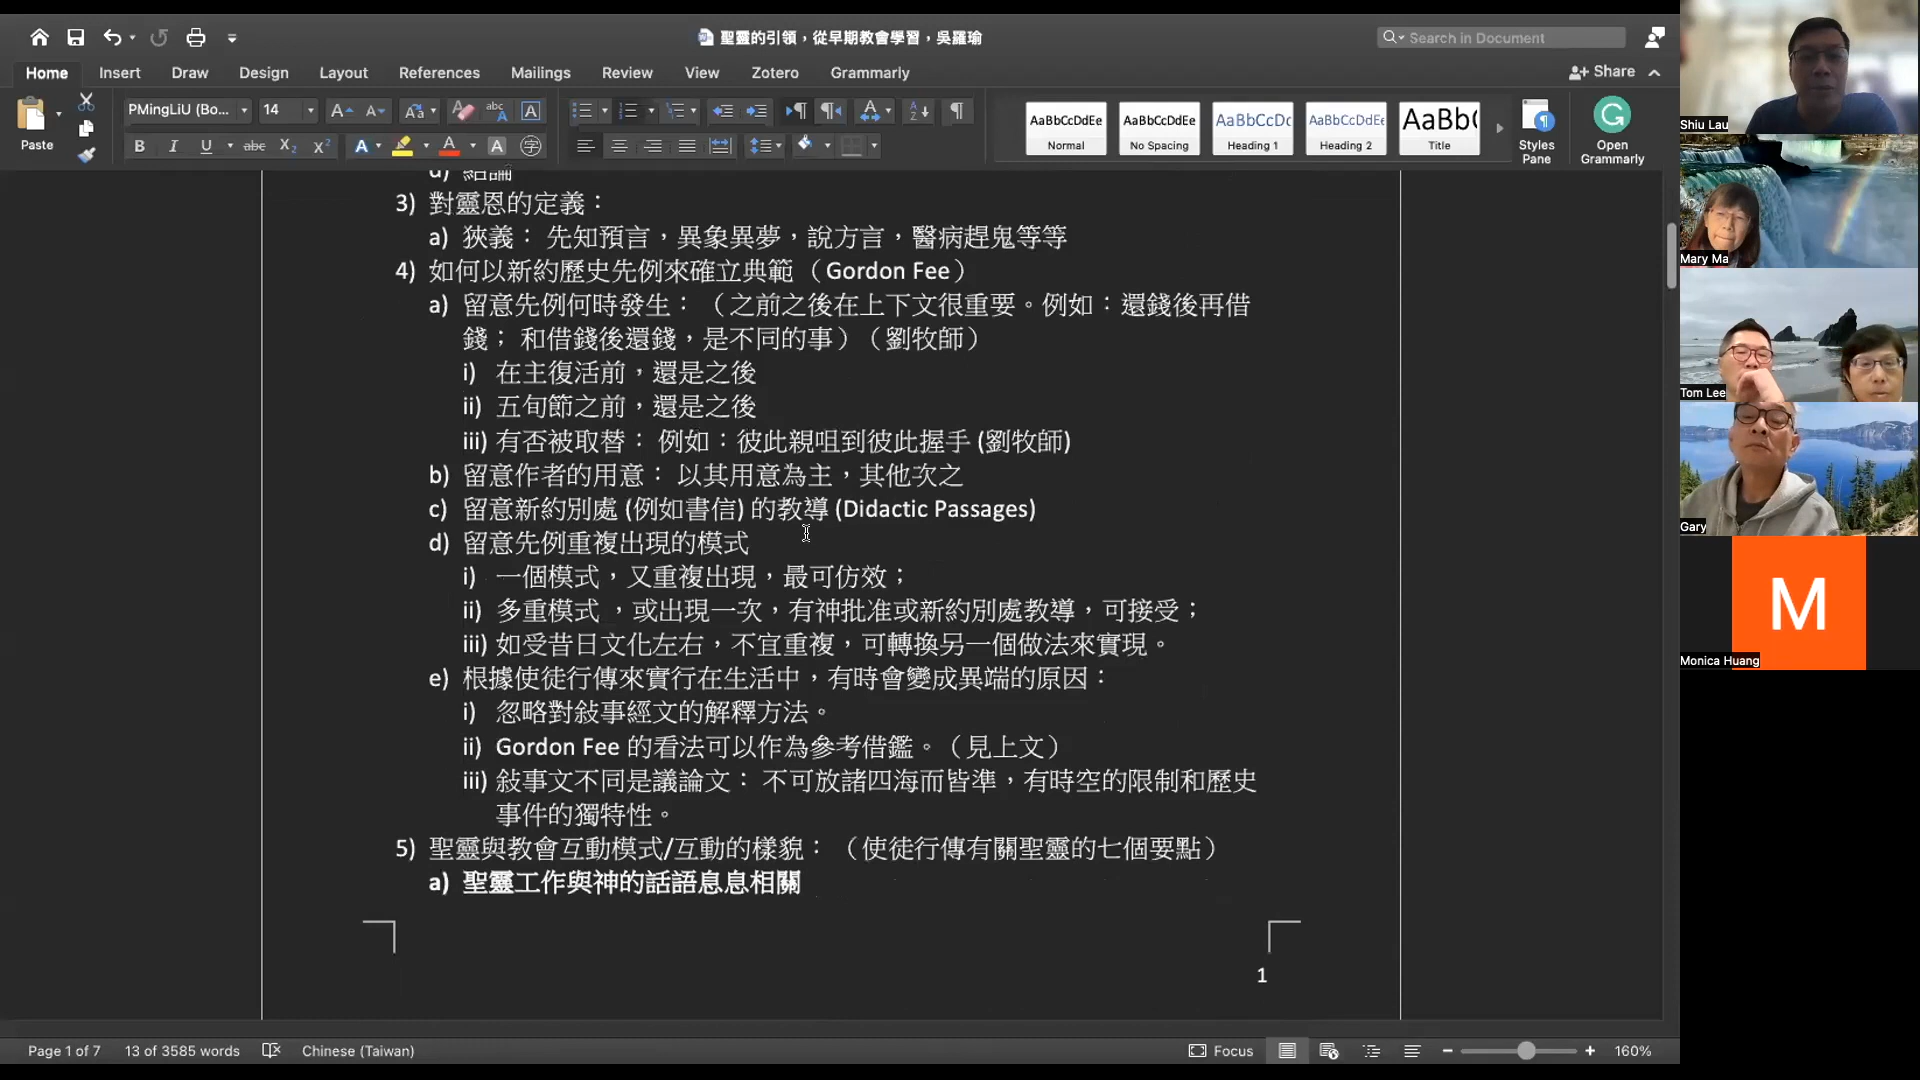 聖靈的引領，從早期教會學習，吳羅瑜
Search in Document
Home Insert Draw Design Layout References Mailings Review View Zotero Grammarly Share
Paste
PMingLiU (Bo... 14
AaBbCcDdEe AaBbCcDdEe AaBbCcDc AaBbCcDdEe AaBb(
Normal No Spacing Heading 1 Heading 2 Title
Styles Pane
Open Grammarly
d) 結論
3) 對靈恩的定義：
a) 狹義： 先知預言，異象異夢，說方言，醫病趕鬼等等
4) 如何以新約歷史先例來確立典範 （Gordon Fee）
a) 留意先例何時發生： （之前之後在上下文很重要。例如：還錢後再借
錢； 和借錢後還錢，是不同的事）（劉牧師）
i) 在主復活前，還是之後
ii) 五旬節之前，還是之後
iii) 有否被取替： 例如：彼此親咀到彼此握手 (劉牧師)
b) 留意作者的用意： 以其用意為主，其他次之
c) 留意新約別處 (例如書信) 的教導 (Didactic Passages)
d) 留意先例重複出現的模式
i) 一個模式，又重複出現，最可仿效；
ii) 多重模式 ，或出現一次，有神批准或新約別處教導，可接受；
iii) 如受昔日文化左右，不宜重複，可轉換另一個做法來實現。
e) 根據使徒行傳來實行在生活中，有時會變成異端的原因：
i) 忽略對敍事經文的解釋方法。
ii) Gordon Fee 的看法可以作為參考借鑑。（見上文）
iii) 敍事文不同是議論文： 不可放諸四海而皆準，有時空的限制和歷史
事件的獨特性。
5) 聖靈與教會互動模式/互動的樣貌： （使徒行傳有關聖靈的七個要點）
a) 聖靈工作與神的話語息息相關
1
Page 1 of 7 13 of 3585 words Chinese (Taiwan) Focus 160%
Shiu Lau
Mary Ma
Tom Lee
Gary
M
Monica Huang